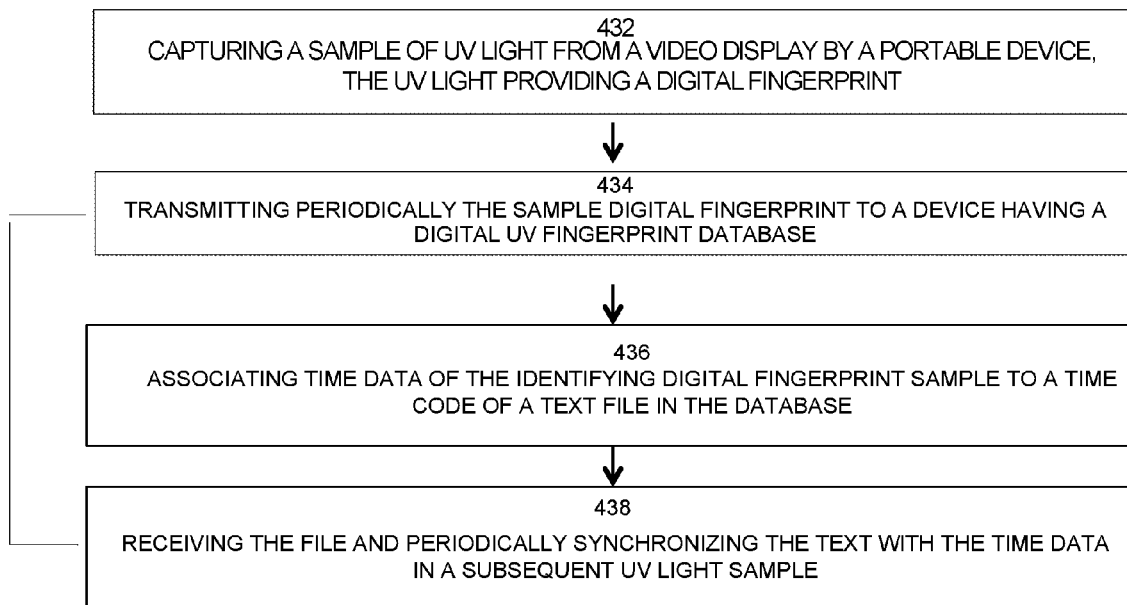 432
CAPTURING A SAMPLE OF UV LIGHT FROM A VIDEO DISPLAY BY A PORTABLE DEVICE,
THE UV LIGHT PROVIDING A DIGITAL FINGERPRINT
434
TRANSMITTING PERIODICALLY THE SAMPLE DIGITAL FINGERPRINT TO A DEVICE HAVING A
DIGITAL UV FINGERPRINT DATABASE
436
ASSOCIATING TIME DATA OF THE IDENTIFYING DIGITAL FINGERPRINT SAMPLE TO A TIME
CODE OF A TEXT FILE IN THE DATABASE
438
RECEIVING THE FILE AND PERIODICALLY SYNCHRONIZING THE TEXT WITH THE TIME DATA
IN A SUBSEQUENT UV LIGHT SAMPLE